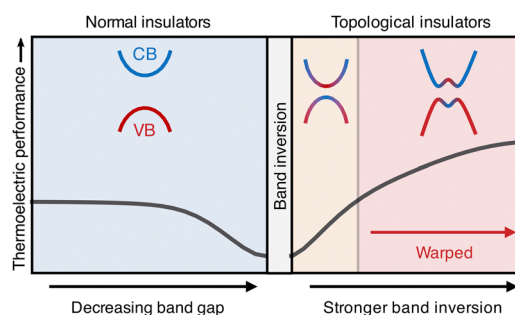 Normal insulators
Topological insulators
Thermoelectric performance
CB
VB
Band inversion
Warped
Decreasing band gap
Stronger band inversion